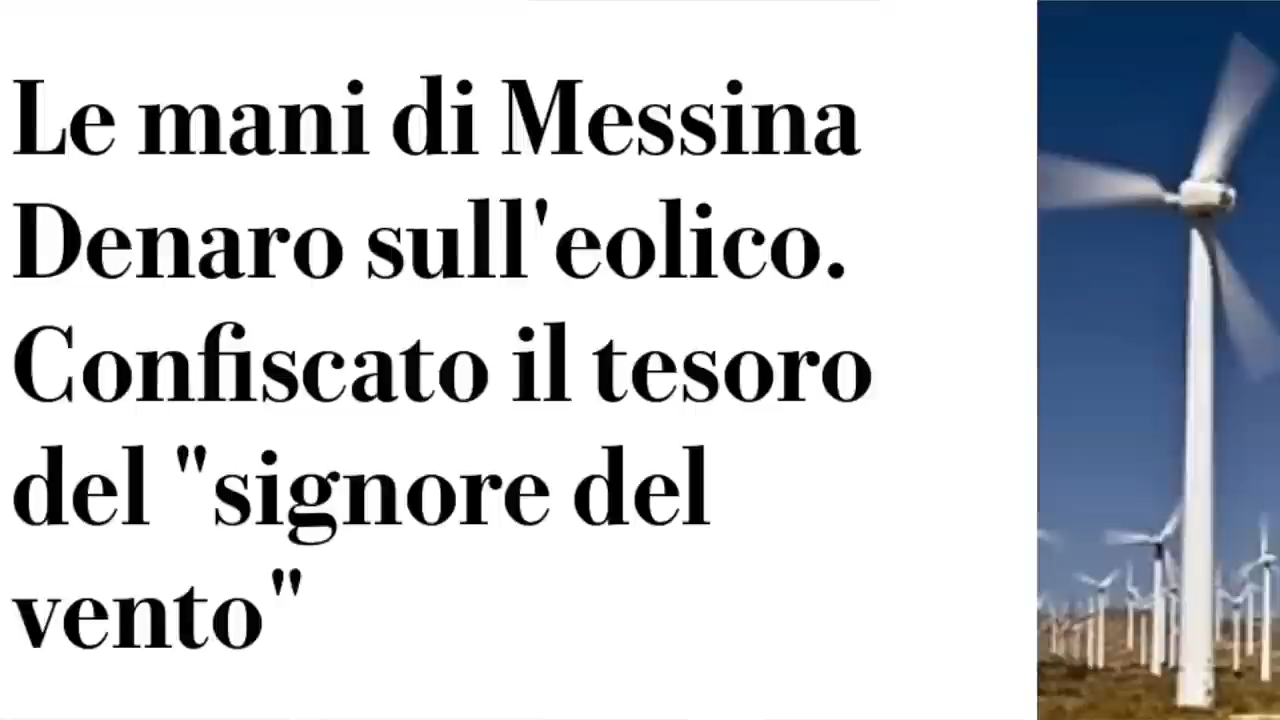 Le mani di Messina
Denaro sull'eolico.
Confiscato il tesoro
del "signore del
vento"